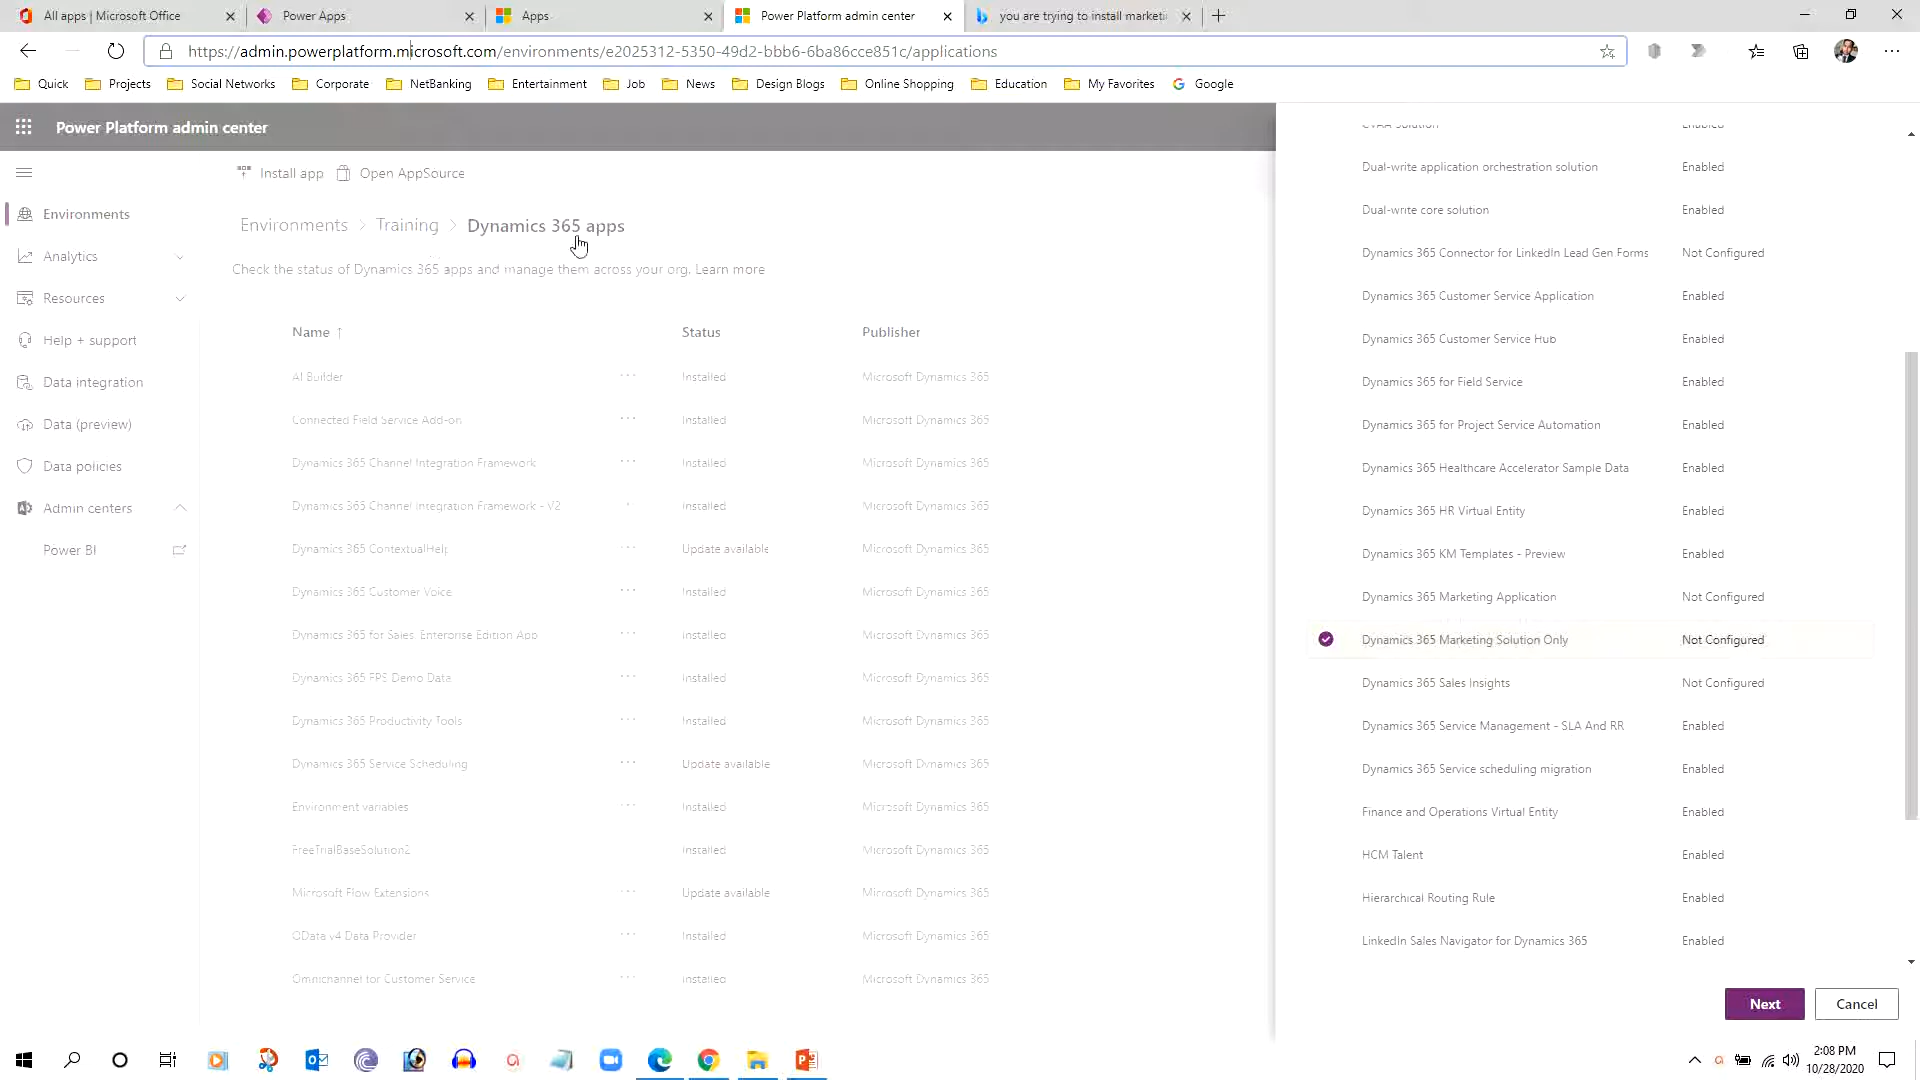 All apps | Microsoft Office
Power Apps
Apps
Power Platform admin center
you are trying to install marketi
https://admin.powerplatform.microsoft.com/environments/e2025312-5350-49d2-bbb6-6ba86cce851c/applications
Quick
Projects
Social Networks
Corporate
NetBanking
Entertainment
Job
News
Design Blogs
Online Shopping
Education
My Favorites
Google
Power Platform admin center
Install app
Open AppSource
Environments
Analytics
Resources
Help + support
Data integration
Data (preview)
Data policies
Admin centers
Power BI
Environments > Training > Dynamics 365 apps
Check the status of Dynamics 365 apps and manage them across your org. Learn more
Name ↑ Status Publisher
AI Builder ... Installed Microsoft Dynamics 365
Connected Field Service Add-on ... Installed Microsoft Dynamics 365
Dynamics 365 Channel Integration Framework ... Installed Microsoft Dynamics 365
Dynamics 365 Channel Integration Framework - V2 Installed Microsoft Dynamics 365
Dynamics 365 ContextualHelp ... Update available Microsoft Dynamics 365
Dynamics 365 Customer Voice ... Installed Microsoft Dynamics 365
Dynamics 365 for Sales, Enterprise Edition App ... Installed Microsoft Dynamics 365
Dynamics 365 FPS Demo Data ... Installed Microsoft Dynamics 365
Dynamics 365 Productivity Tools ... Installed Microsoft Dynamics 365
Dynamics 365 Service Scheduling ... Update available Microsoft Dynamics 365
Environment variables ... Installed Microsoft Dynamics 365
FreeTrialBaseSolution2 ... Installed Microsoft Dynamics 365
Microsoft Flow Extensions ... Update available Microsoft Dynamics 365
OData v4 Data Provider ... Installed Microsoft Dynamics 365
Omnichannel for Customer Service ... Installed Microsoft Dynamics 365
Dual-write application orchestration solution Enabled
Dual-write core solution Enabled
Dynamics 365 Connector for LinkedIn Lead Gen Forms Not Configured
Dynamics 365 Customer Service Application Enabled
Dynamics 365 Customer Service Hub Enabled
Dynamics 365 for Field Service Enabled
Dynamics 365 for Project Service Automation Enabled
Dynamics 365 Healthcare Accelerator Sample Data Enabled
Dynamics 365 HR Virtual Entity Enabled
Dynamics 365 KM Templates - Preview Enabled
Dynamics 365 Marketing Application Not Configured
Dynamics 365 Marketing Solution Only Not Configured
Dynamics 365 Sales Insights Not Configured
Dynamics 365 Service Management - SLA And RR Enabled
Dynamics 365 Service scheduling migration Enabled
Finance and Operations Virtual Entity Enabled
HCM Talent Enabled
Hierarchical Routing Rule Enabled
LinkedIn Sales Navigator for Dynamics 365 Enabled
Next
Cancel
2:08 PM
10/28/2020